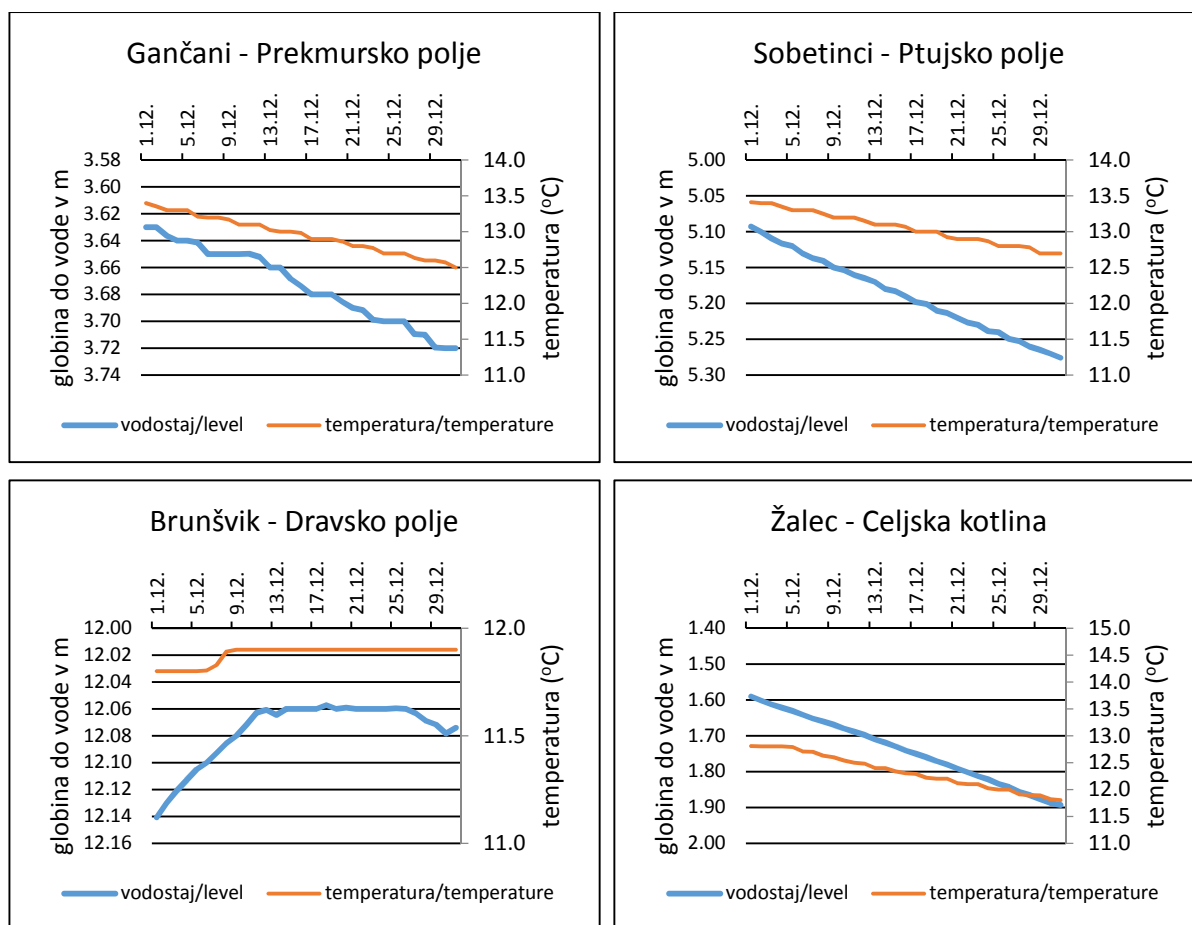 Gančani - Prekmursko polje
1.12. 5.12. 9.12. 13.12. 17.12. 21.12. 25.12. 29.12.
globina do vode v m
3.58
3.60
3.62
3.64
3.66
3.68
3.70
3.72
3.74
14.0
13.5
13.0
12.5
12.0
11.5
11.0
temperatura (°C)
vodostaj/level temperatura/temperature
Sobetinci - Ptujsko polje
1.12. 5.12. 9.12. 13.12. 17.12. 21.12. 25.12. 29.12.
globina do vode v m
5.00
5.05
5.10
5.15
5.20
5.25
5.30
14.0
13.5
13.0
12.5
12.0
11.5
11.0
temperatura (°C)
vodostaj/level temperatura/temperature
Brunšvik - Dravsko polje
1.12. 5.12. 9.12. 13.12. 17.12. 21.12. 25.12. 29.12.
globina do vode v m
12.00
12.02
12.04
12.06
12.08
12.10
12.12
12.14
12.16
12.0
11.5
11.0
temperatura (°C)
vodostaj/level temperatura/temperature
Žalec - Celjska kotlina
1.12. 5.12. 9.12. 13.12. 17.12. 21.12. 25.12. 29.12.
globina do vode v m
1.40
1.50
1.60
1.70
1.80
1.90
2.00
15.0
14.5
14.0
13.5
13.0
12.5
12.0
11.5
11.0
temperatura (°C)
vodostaj/level temperatura/temperature